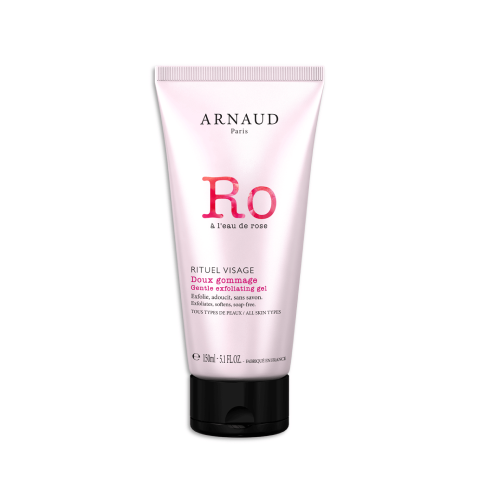 ARNAUD
Paris
Ro
à l'eau de rose
RITUEL VISAGE
Doux gommage
Gentle exfoliating gel
Exfolie, adoucit, sans savon.
Exfoliates, softens, soap-free.
TOUS TYPES DE PEAUX / ALL SKIN TYPES
℮ 150ml - 5.1 FL.OZ. - FABRIQUÉ EN FRANCE